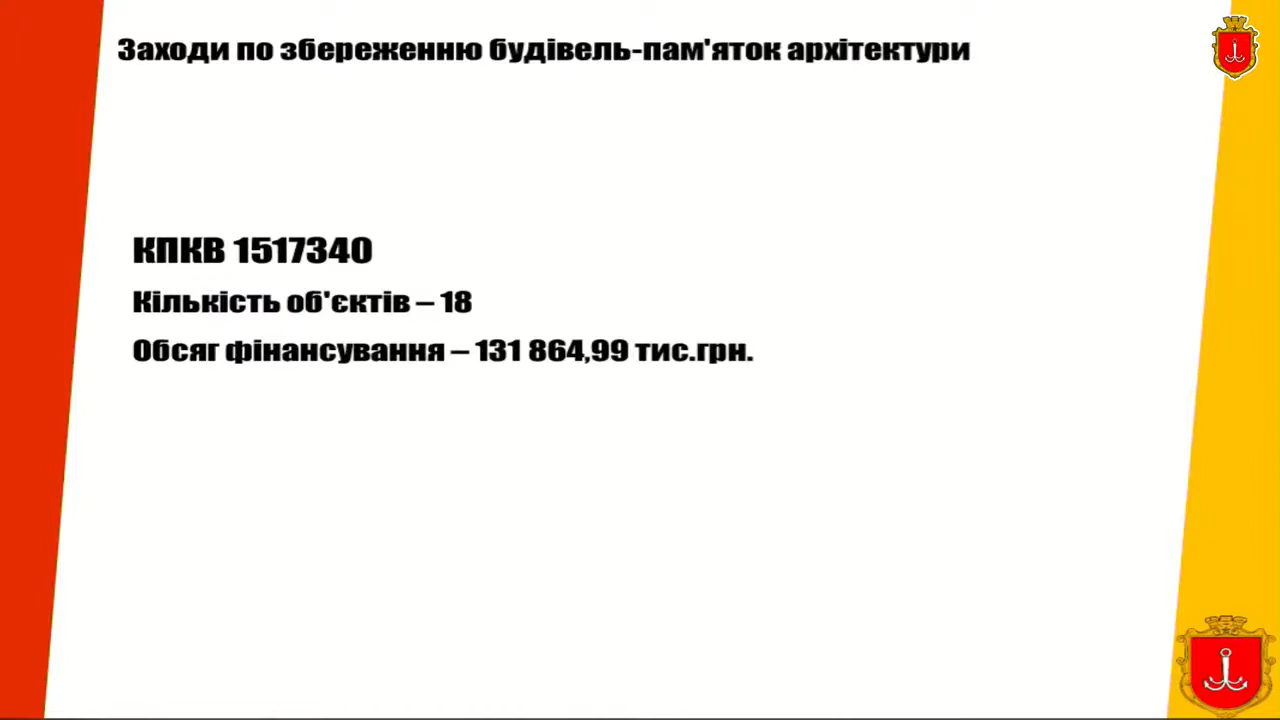 Заходи по збереженню будівель-пам'яток архітектури
КПКВ 1517340
Кількість об'єктів – 18
Обсяг фінансування – 131 864,99 тис.грн.